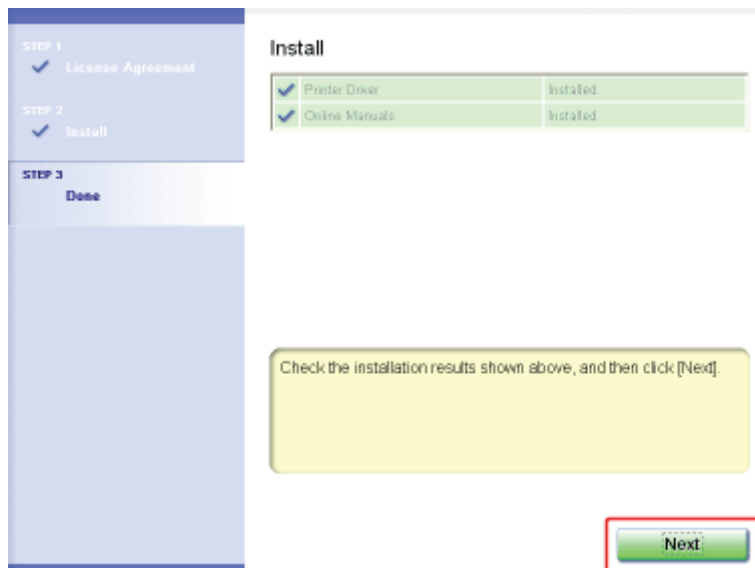 STEP 1
License Agreement
STEP 2
Install
STEP 3
Done
Install
Printer Driver Installed.
Online Manuals Installed.
Check the installation results shown above, and then click [Next].
Next